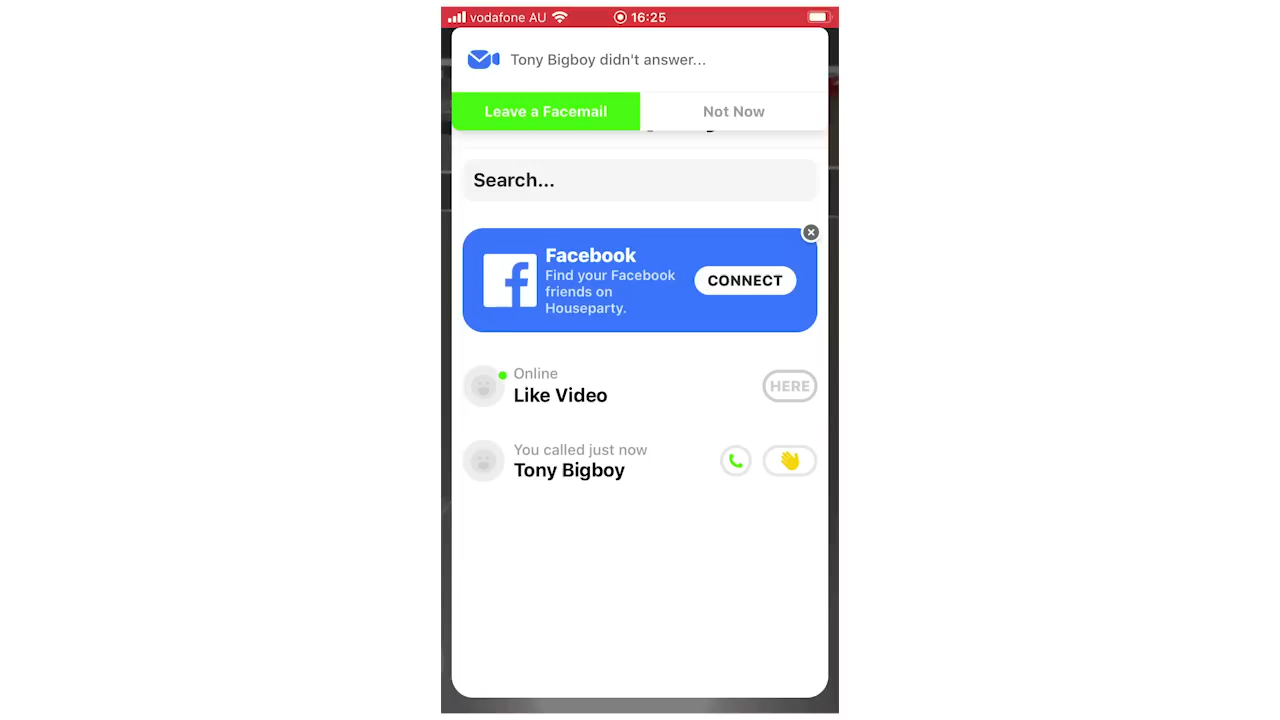 vodafone AU 16:25
Tony Bigboy didn't answer...
Leave a Facemail Not Now
Search...
Facebook
Find your Facebook
friends on
Houseparty.
CONNECT
Online
Like Video
HERE
You called just now
Tony Bigboy